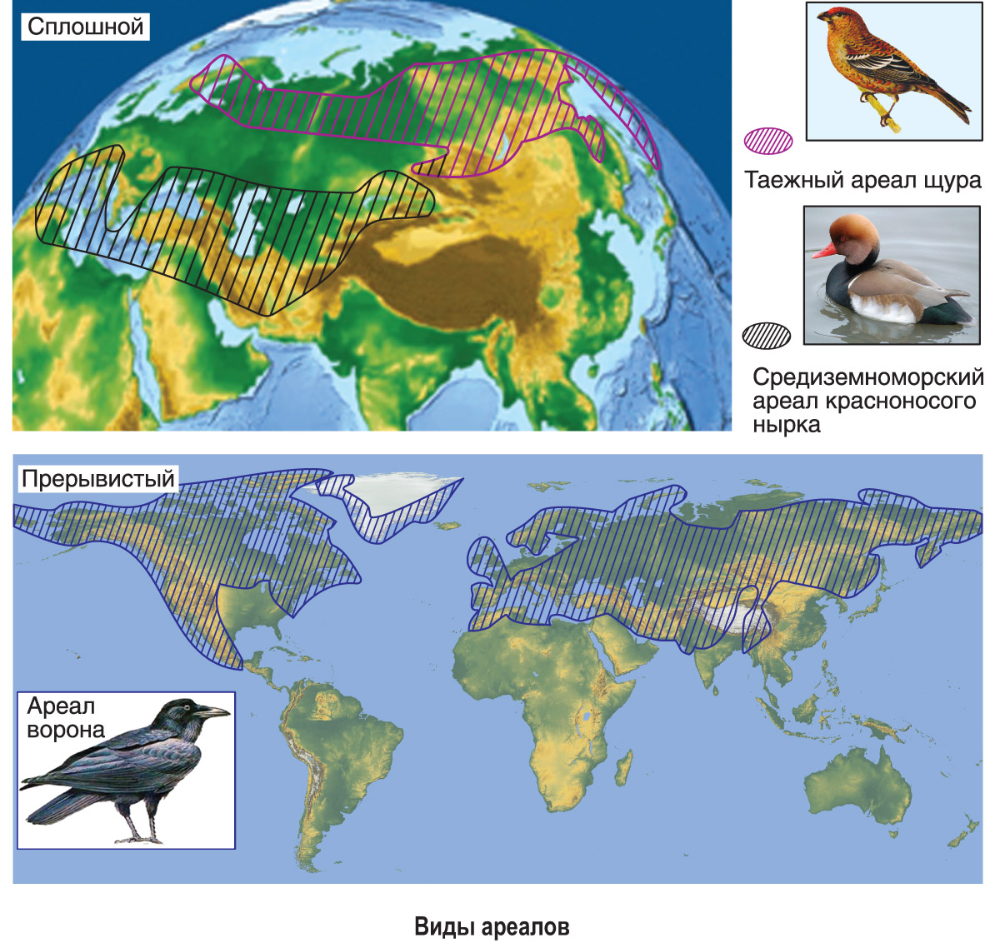 Сплошной
Таежный ареал щура
Средиземноморский
ареал красноносого
нырка
Прерывистый
Ареал
ворона
Виды ареалов